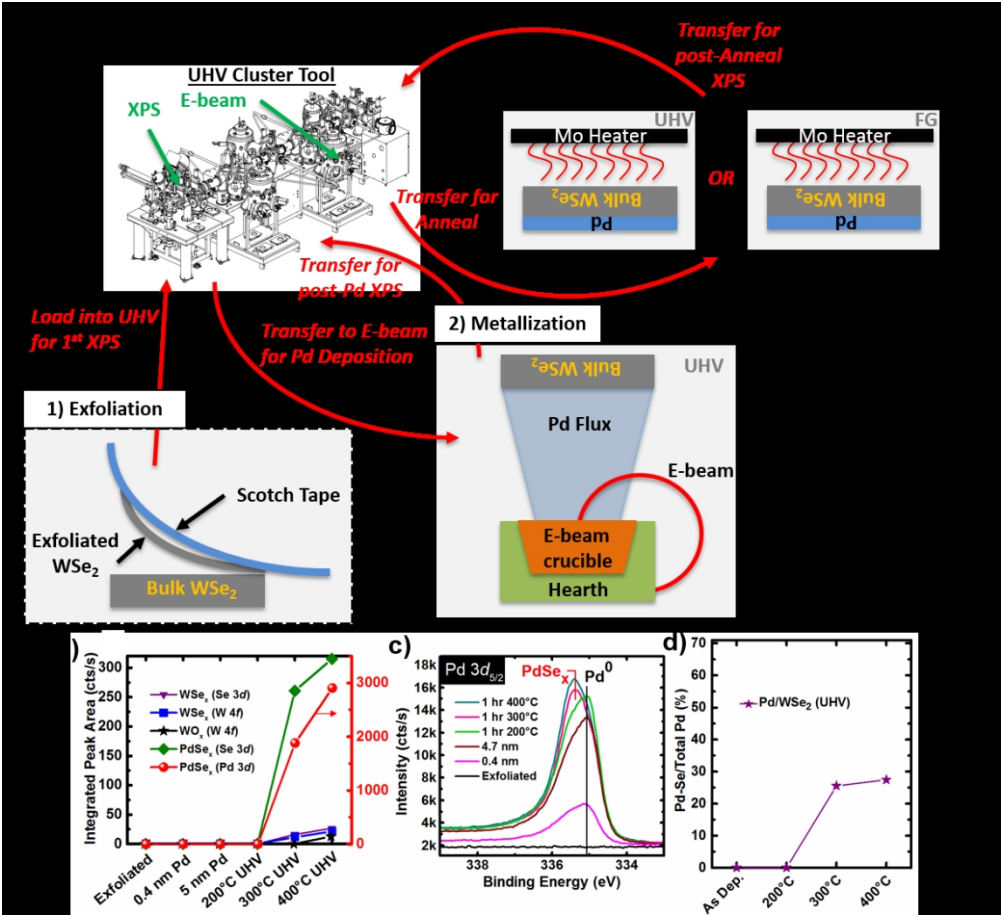 Transfer for
post-Anneal
XPS
UHV Cluster Tool
E-beam
XPS
UHV
Mo Heater
Bulk WSe₂
Pd
OR
FG
Mo Heater
Bulk WSe₂
Pd
Transfer for
Anneal
Transfer for
post-Pd XPS
Load into UHV
for 1st XPS
Transfer to E-beam
for Pd Deposition
2) Metallization
Bulk WSe₂
UHV
Pd Flux
E-beam
E-beam
crucible
Hearth
1) Exfoliation
Scotch Tape
Exfoliated
WSe₂
Bulk WSe₂
)
Integrated Peak Area (cts/s)
300
250
200
150
100
50
0
WSeₓ (Se 3d)
WSeₓ (W 4f)
WOₓ (W 4f)
PdSeₓ (Se 3d)
PdSeₓ (Pd 3d)
3000
2000
1000
0
Exfoliated
0.4 nm Pd
5 nm Pd
200°C UHV
300°C UHV
400°C UHV
c)
Intensity (cts/s)
18k
16k
14k
12k
10k
8k
6k
4k
2k
Pd 3d5/2
PdSeₓ
Pd⁰
1 hr 400°C
1 hr 300°C
1 hr 200°C
4.7 nm
0.4 nm
Exfoliated
338
336
334
Binding Energy (eV)
d)
Pd-Se/Total Pd (%)
70
60
50
40
30
20
10
0
Pd/WSe₂ (UHV)
As Dep.
200°C
300°C
400°C